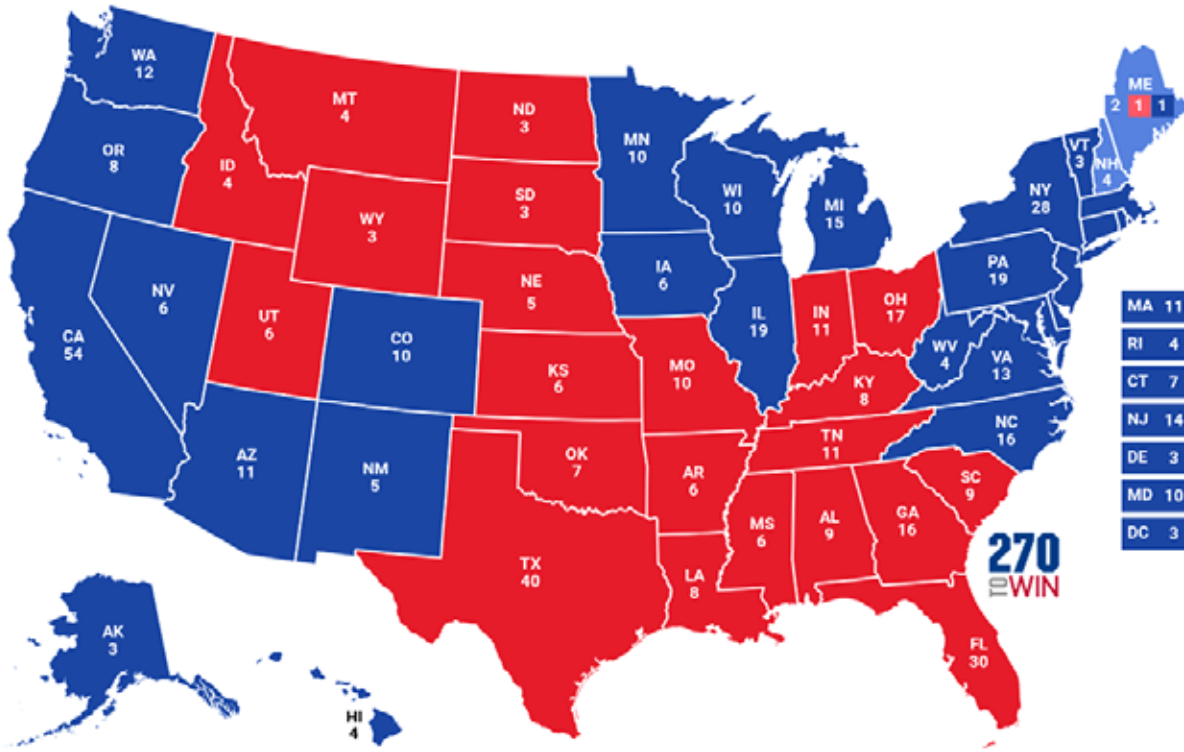 WA
12
OR
8
CA
54
NV
6
ID
4
MT
4
WY
3
UT
6
CO
10
AZ
11
NM
5
ND
3
SD
3
NE
5
KS
6
OK
7
TX
40
MN
10
IA
6
MO
10
AR
6
LA
8
WI
10
IL
19
MI
15
IN
11
OH
17
KY
8
TN
11
MS
6
AL
9
GA
16
FL
30
SC
9
NC
16
VA
13
WV
4
PA
19
NY
28
VT
3
NH
4
ME
2 1 1
MA 11
RI 4
CT 7
NJ 14
DE 3
MD 10
DC 3
AK
3
HI
4
270
TO WIN